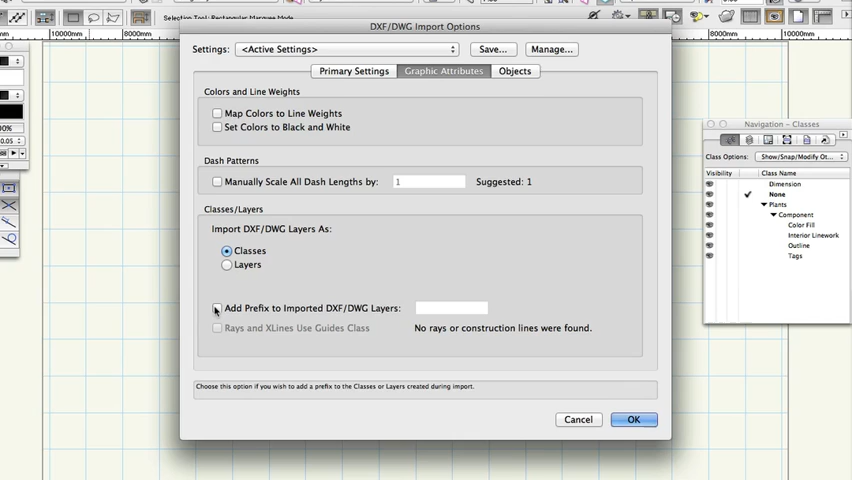 Selection Tool: Rectangular Marquee Mode
DXF/DWG Import Options
10000mm
10000mm
Settings: <Active Settings> Save... Manage...
Primary Settings Graphic Attributes Objects
Colors and Line Weights
Map Colors to Line Weights
Set Colors to Black and White
Dash Patterns
Manually Scale All Dash Lengths by: 1 Suggested: 1
Classes/Layers
Import DXF/DWG Layers As:
Classes
Layers
Add Prefix to Imported DXF/DWG Layers:
Rays and XLines Use Guides Class No rays or construction lines were found.
Choose this option if you wish to add a prefix to the Classes or Layers created during import.
Cancel OK
Navigation - Classes
Class Options: Show/Snap/Modify Ot...
Visibility Class Name
Dimension
None
Plants
Component
Color Fill
Interior Linework
Outline
Tags
0.05